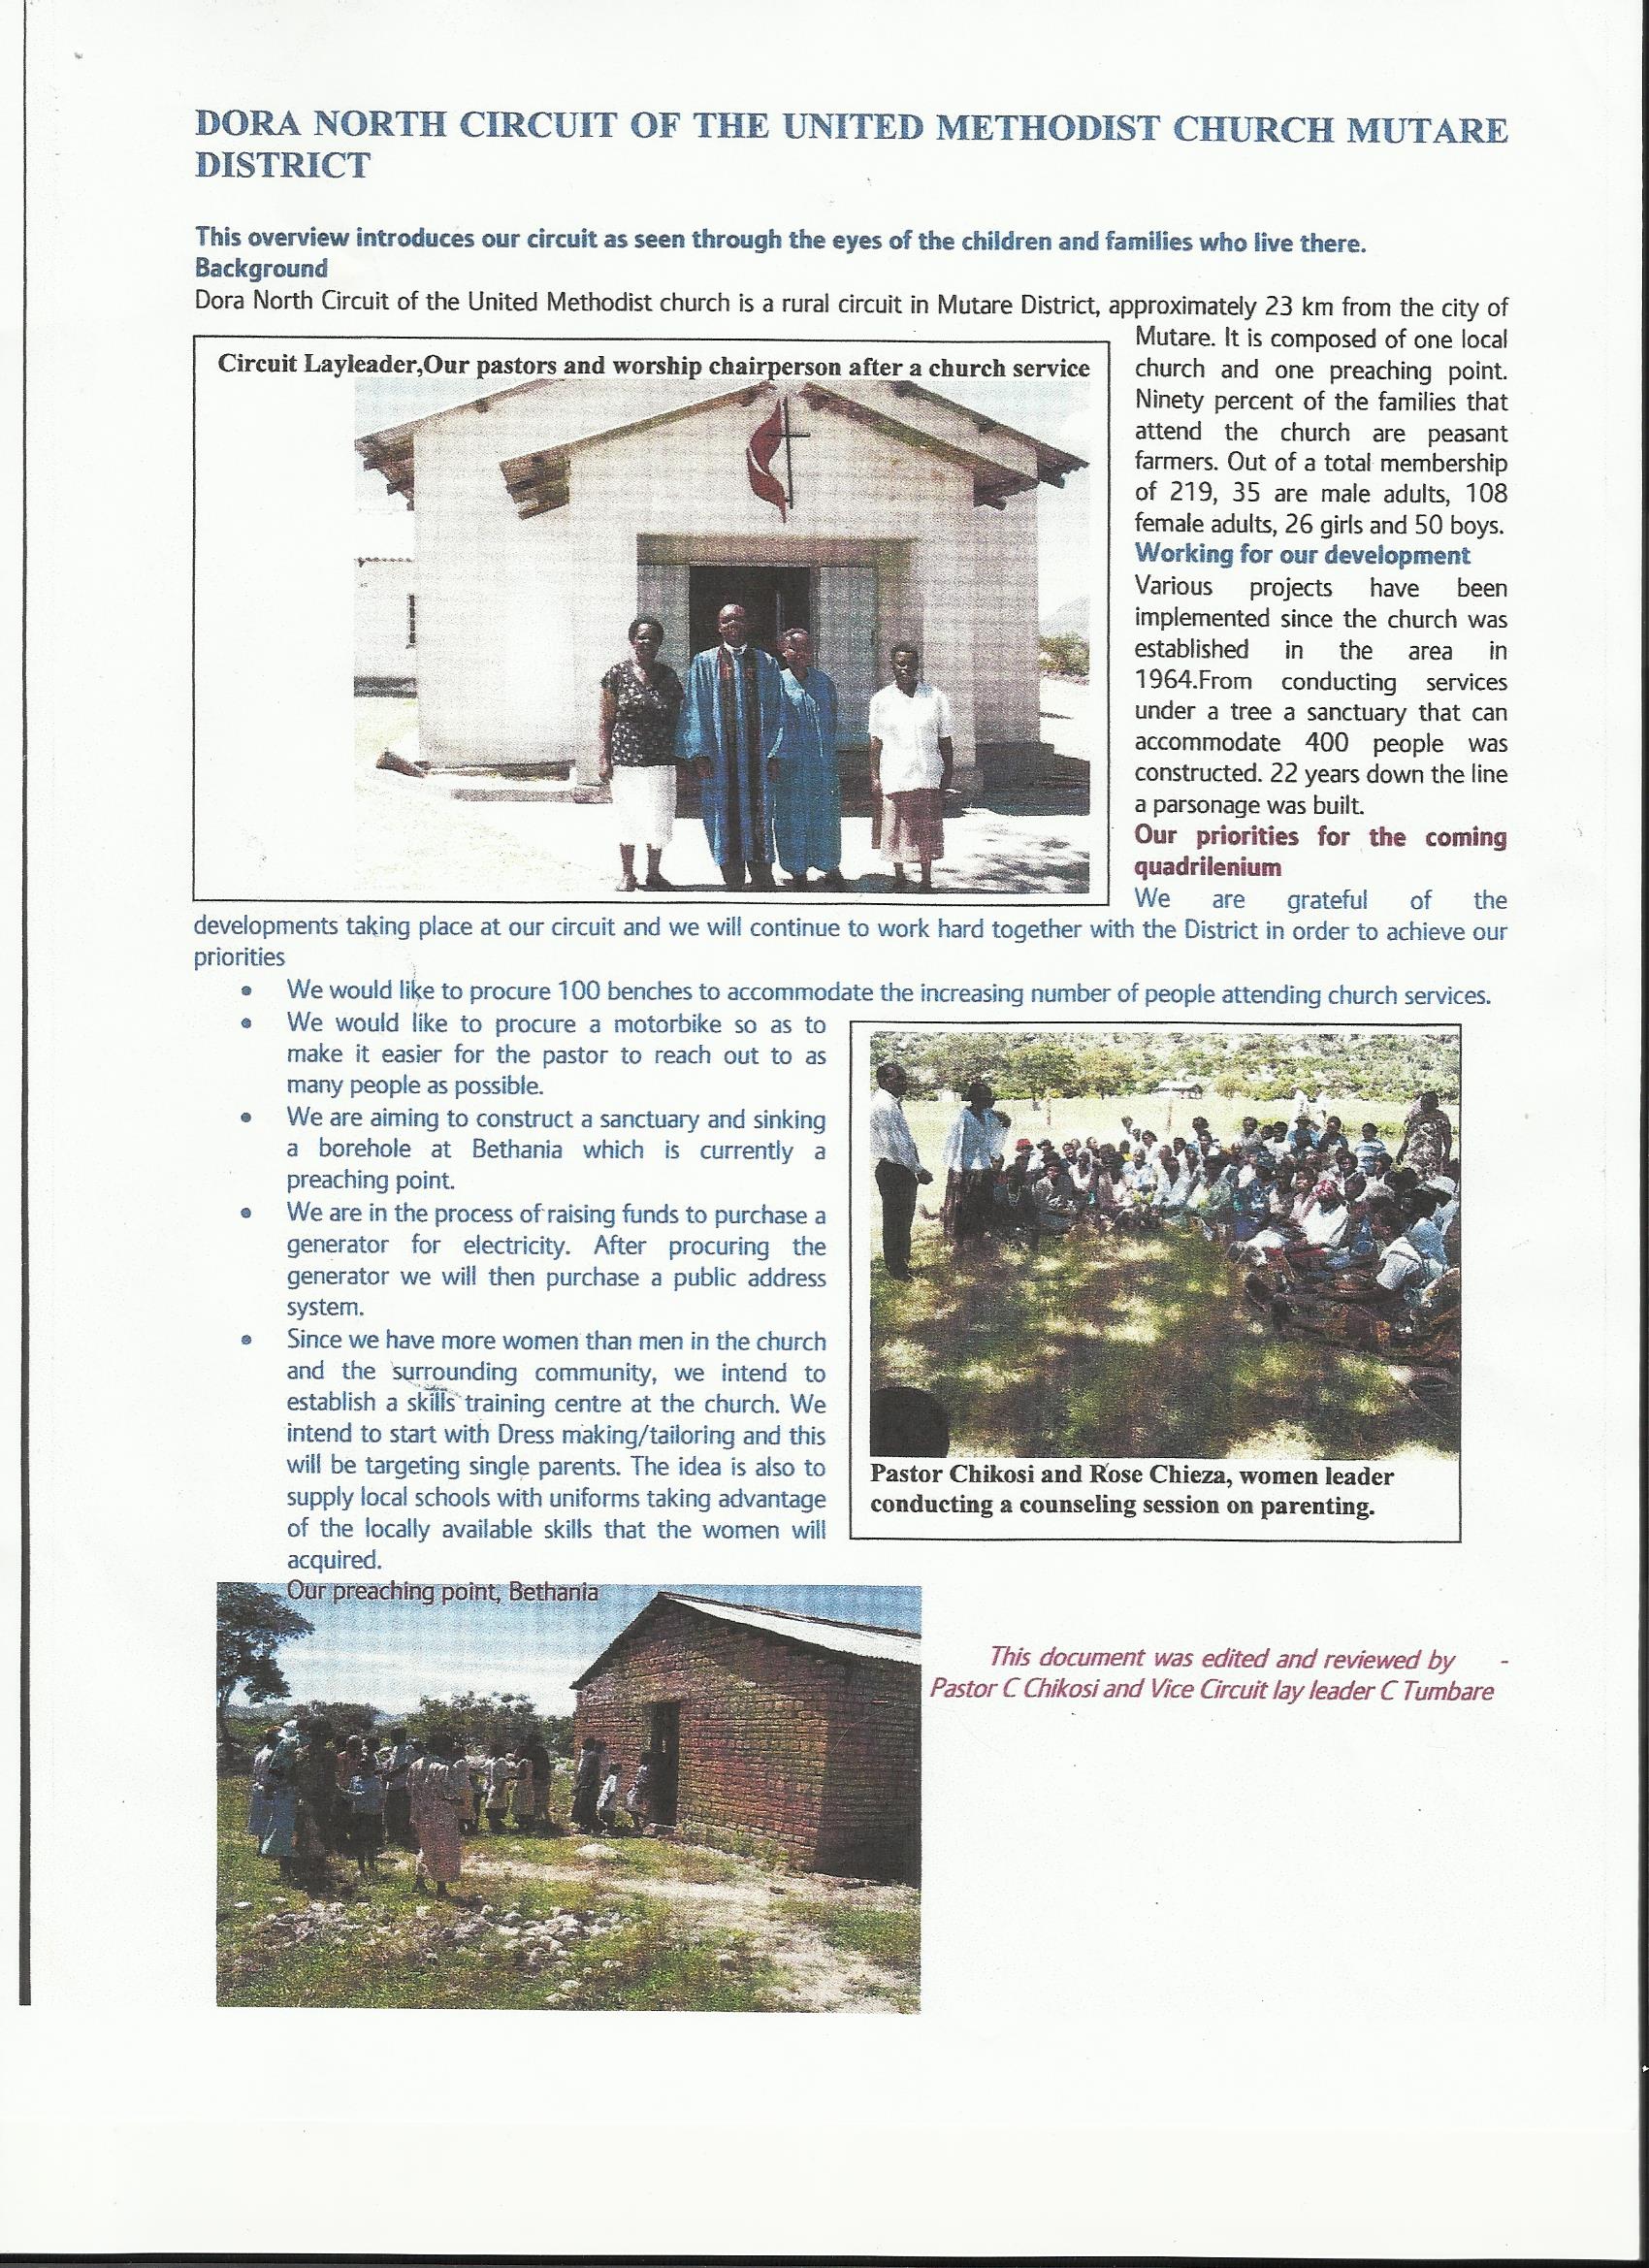 DORA NORTH CIRCUIT OF THE UNITED METHODIST CHURCH MUTARE
DISTRICT
This overview introduces our circuit as seen through the eyes of the children and families who live there.
Background
Dora North Circuit of the United Methodist church is a rural circuit in Mutare District, approximately 23 km from the city of
Circuit Layleader,Our pastors and worship chairperson after a church service
Mutare. It is composed of one local
church and one preaching point.
Ninety percent of the families that
attend the church are peasant
farmers. Out of a total membership
of 219, 35 are male adults, 108
female adults, 26 girls and 50 boys.
Working for our development
Various projects have been
implemented since the church was
established in the area in
1964.From conducting services
under a tree a sanctuary that can
accommodate 400 people was
constructed. 22 years down the line
a parsonage was built.
Our priorities for the coming
quadrilenium
We are grateful of the
developments taking place at our circuit and we will continue to work hard together with the District in order to achieve our
priorities
• We would like to procure 100 benches to accommodate the increasing number of people attending church services.
• We would like to procure a motorbike so as to
make it easier for the pastor to reach out to as
many people as possible.
• We are aiming to construct a sanctuary and sinking
a borehole at Bethania which is currently a
preaching point.
• We are in the process of raising funds to purchase a
generator for electricity. After procuring the
generator we will then purchase a public address
system.
• Since we have more women than men in the church
and the surrounding community, we intend to
establish a skills training centre at the church. We
intend to start with Dress making/tailoring and this
will be targeting single parents. The idea is also to
supply local schools with uniforms taking advantage
of the locally available skills that the women will
acquired.
Pastor Chikosi and Rose Chieza, women leader
conducting a counseling session on parenting.
Our preaching point, Bethania
This document was edited and reviewed by -
Pastor C Chikosi and Vice Circuit lay leader C Tumbare